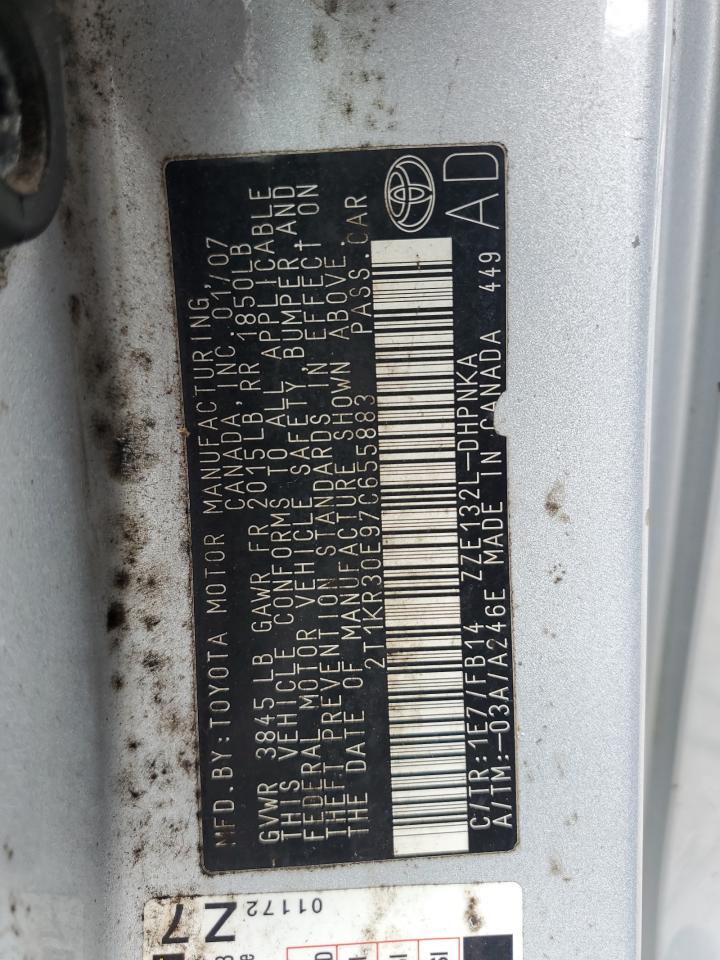 MFD.BY:TOYOTA MOTOR MANUFACTURING,
CANADA, INC. 01/07
GVWR 3845 LB GAWR FR 2015LB, RR 1850LB
THIS VEHICLE CONFORMS TO ALL APPLICABLE
FEDERAL MOTOR VEHICLE SAFETY, BUMPER, AND
THEFT PREVENTION STANDARDS IN EFFECT ON
THE DATE OF MANUFACTURE SHOWN ABOVE.
2T1KR30E97C655883 PASS. CAR
C/TR:1E7/FB14 ZZE132L-DHPNKA
A/TM:-03A/A246E MADE IN CANADA 449
AD
Z
7
01172